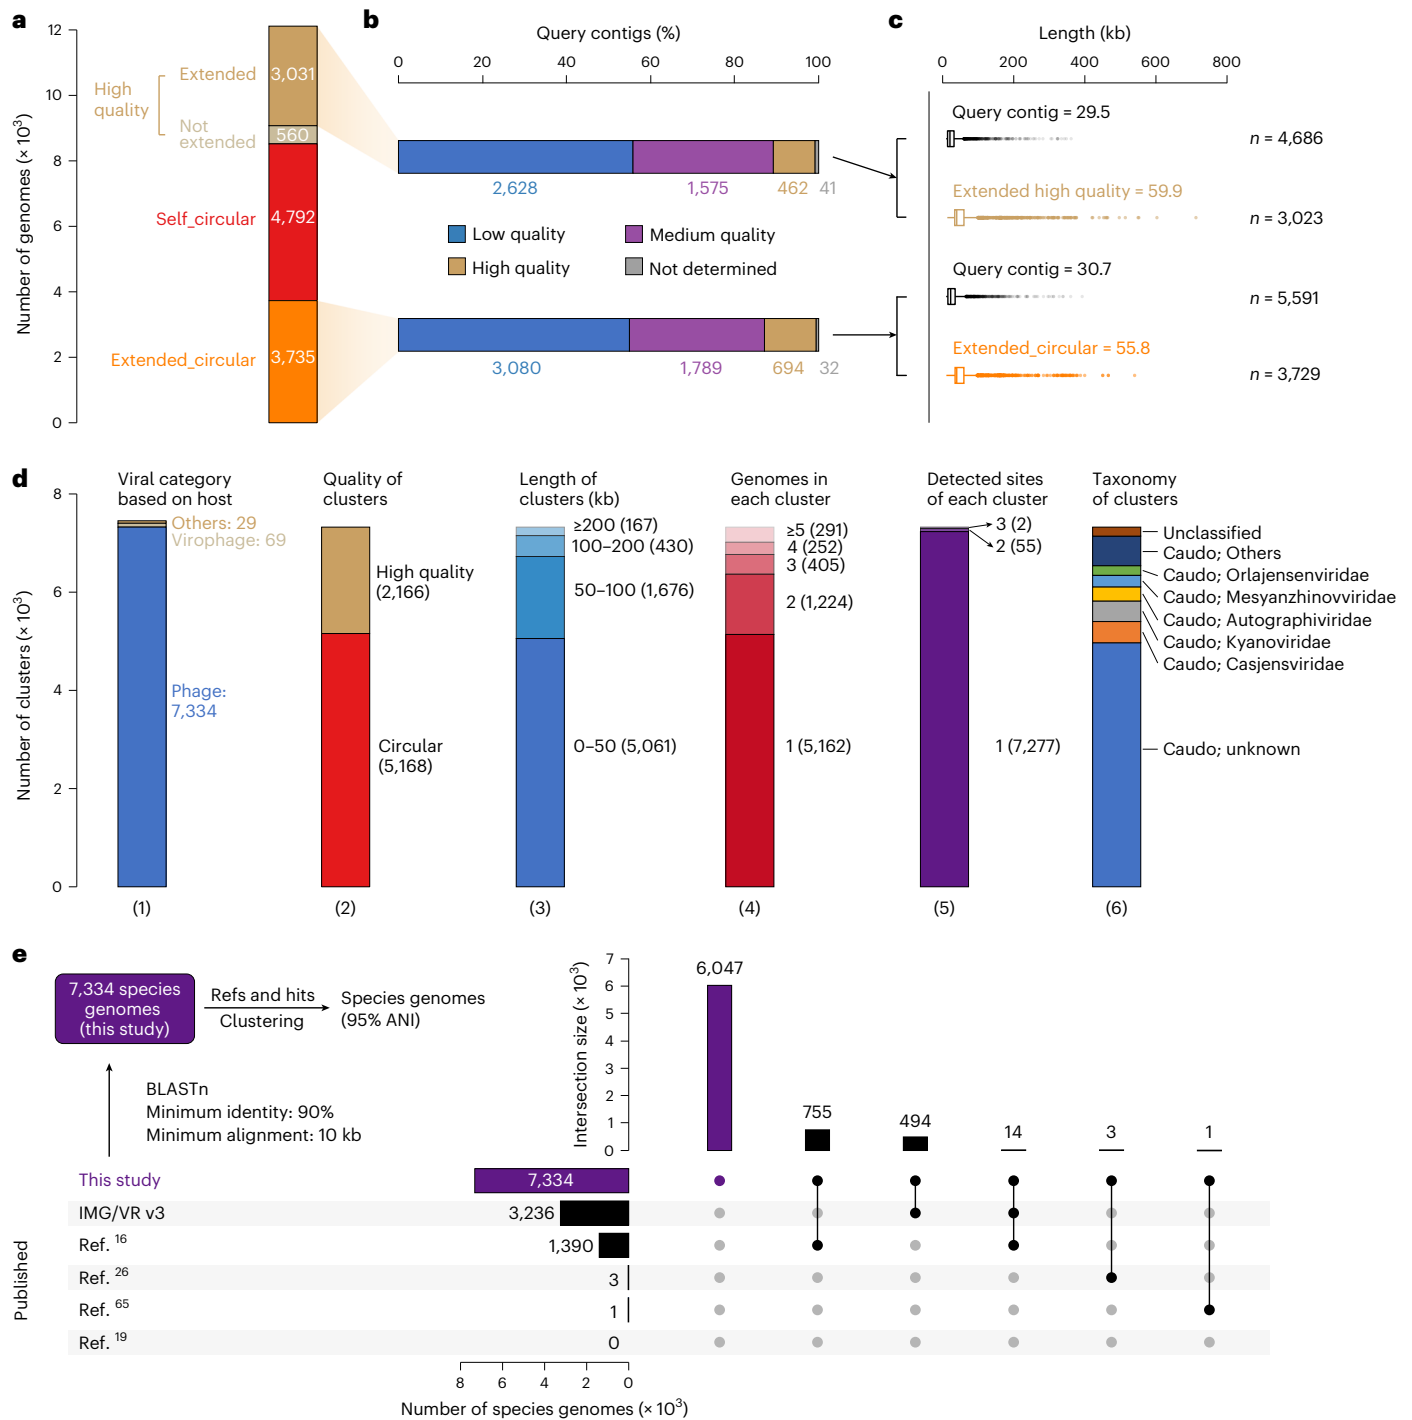 a
12
10
8
6
4
2
0
Number of genomes (× 10³)
High
quality
Extended
3,031
Not
extended
560
Self_circular
4,792
Extended_circular
3,735
b
Query contigs (%)
0 20 40 60 80 100
2,628 1,575 462 41
Low quality Medium quality
High quality Not determined
3,080 1,789 694 32
c
Length (kb)
0 200 400 600 800
Query contig = 29.5
n = 4,686
Extended high quality = 59.9
n = 3,023
Query contig = 30.7
n = 5,591
Extended_circular = 55.8
n = 3,729
d
8
6
4
2
0
Number of clusters (× 10³)
Viral category
based on host
Others: 29
Virophage: 69
Phage:
7,334
(1)
Quality of
clusters
High quality
(2,166)
Circular
(5,168)
(2)
Length of
clusters (kb)
≥200 (167)
100–200 (430)
50–100 (1,676)
0–50 (5,061)
(3)
Genomes in
each cluster
≥5 (291)
4 (252)
3 (405)
2 (1,224)
1 (5,162)
(4)
Detected sites
of each cluster
3 (2)
2 (55)
1 (7,277)
(5)
Taxonomy
of clusters
Unclassified
Caudo; Others
Caudo; Orlajensenviridae
Caudo; Mesyanzhinovviridae
Caudo; Autographiviridae
Caudo; Kyanoviridae
Caudo; Casjensviridae
Caudo; unknown
(6)
e
7,334 species
genomes
(this study)
Refs and hits
Clustering
Species genomes
(95% ANI)
BLASTn
Minimum identity: 90%
Minimum alignment: 10 kb
Intersection size (× 10³)
7
6
5
4
3
2
1
0
6,047
755
494
14
3
1
This study 7,334
Published
IMG/VR v3 3,236
Ref. 16 1,390
Ref. 26 3
Ref. 65 1
Ref. 19 0
8 6 4 2 0
Number of species genomes (× 10³)